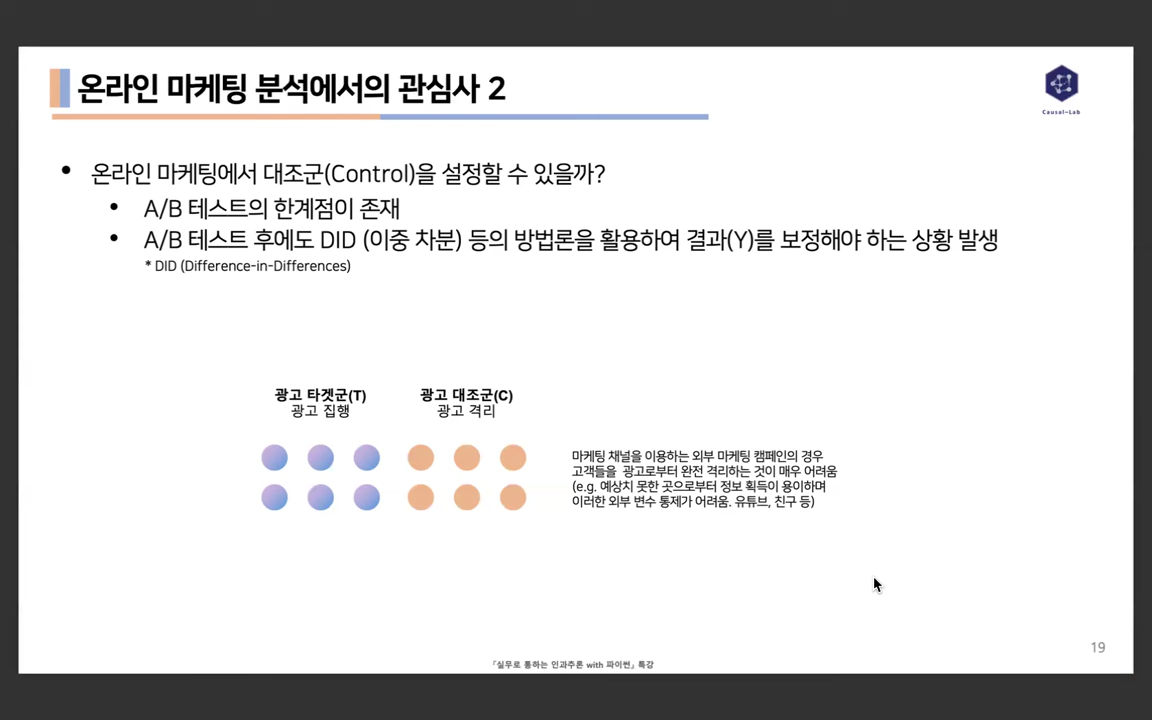 온라인 마케팅 분석에서의 관심사 2
Causal-Lab
• 온라인 마케팅에서 대조군(Control)을 설정할 수 있을까?
• A/B 테스트의 한계점이 존재
• A/B 테스트 후에도 DID (이중 차분) 등의 방법론을 활용하여 결과(Y)를 보정해야 하는 상황 발생
* DID (Difference-in-Differences)
광고 타겟군(T)
광고 집행
광고 대조군(C)
광고 격리
마케팅 채널을 이용하는 외부 마케팅 캠페인의 경우
고객들을 광고로부터 완전 격리하는 것이 매우 어려움
(e.g. 예상치 못한 곳으로부터 정보 획득이 용이하며
이러한 외부 변수 통제가 어려움. 유튜브, 친구 등)
19
『실무로 통하는 인과추론 with 파이썬』 특강